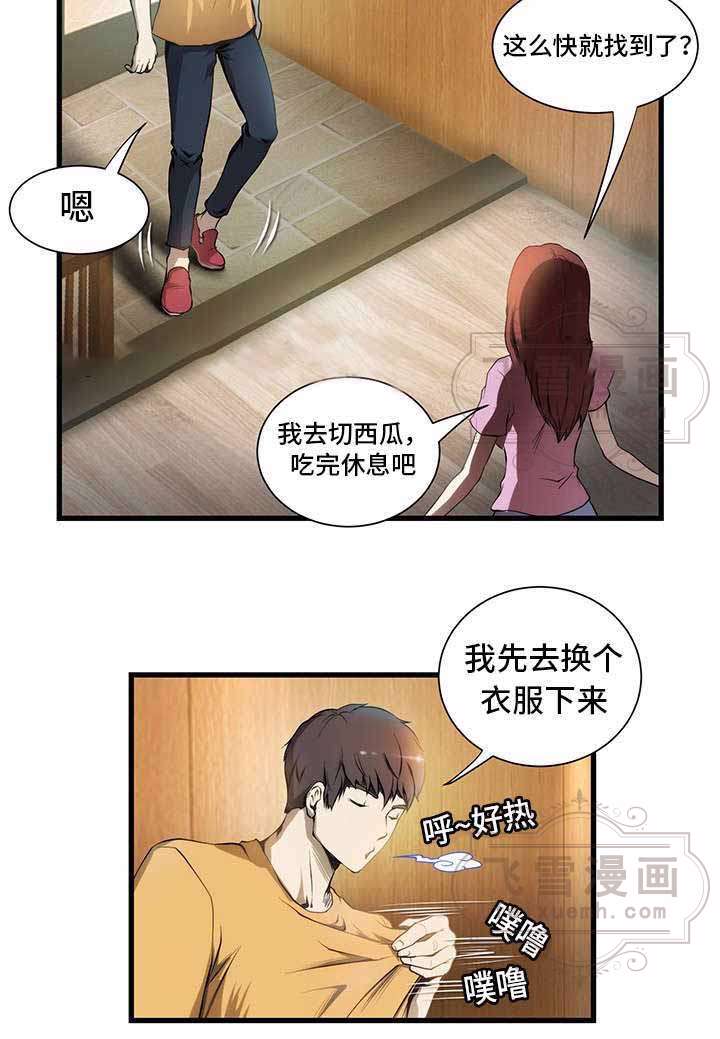 这么快就找到了？
嗯
我去切西瓜，
吃完休息吧
飞雪漫画
我先去换个
衣服下来
呼~好热
飞雪漫画
xuemh.com
噗噜
噗噜